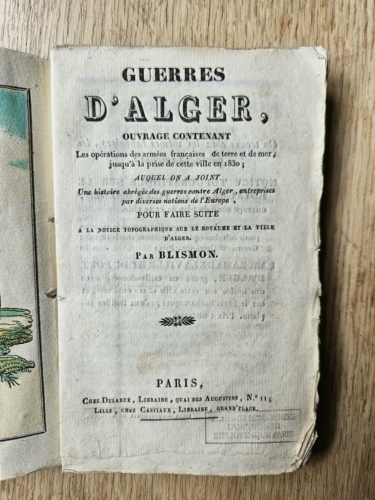 GUERRES
D'ALGER,
OUVRAGE CONTENANT
Les opérations des armées françaises de terre et de mer,
jusqu'à la prise de cette ville en 1830;
AUQUEL ON A JOINT
Une histoire abrégée des guerres contre Alger, entreprises
par diverses nations de l'Europe,
POUR FAIRE SUITE
A LA NOTICE TOPOGRAPHIQUE SUR LE ROYAUME ET LA VILLE
D'ALGER.
PAR BLISMON.
PARIS,
CHEZ DELARUE, LIBRAIRE, QUAI DES AUGUSTINS, N.º 11;
LILLE, CHEZ CASTIAUX, LIBRAIRE, GRAND'PLACE.